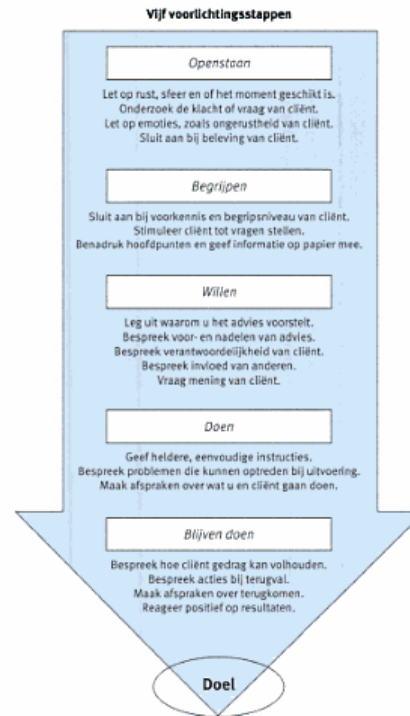 Vijf voorlichtingsstappen
Openstaan
Let op rust, sfeer en of het moment geschikt is.
Onderzoek de klacht of vraag van cliënt.
Let op emoties, zoals ongerustheid van cliënt.
Sluit aan bij beleving van cliënt.
Begrijpen
Sluit aan bij voorkennis en begripsniveau van cliënt.
Stimuleer cliënt tot vragen stellen.
Benadruk hoofdpunten en geef informatie op papier mee.
Willen
Leg uit waarom u het advies voorstelt.
Bespreek voor- en nadelen van advies.
Bespreek verantwoordelijkheid van cliënt.
Bespreek invloed van anderen.
Vraag mening van cliënt.
Doen
Geef heldere, eenvoudige instructies.
Bespreek problemen die kunnen optreden bij uitvoering.
Maak afspraken over wat u en cliënt gaan doen.
Blijven doen
Bespreek hoe cliënt gedrag kan volhouden.
Bespreek acties bij terugval.
Maak afspraken over terugkomen.
Reageer positief op resultaten.
Doel